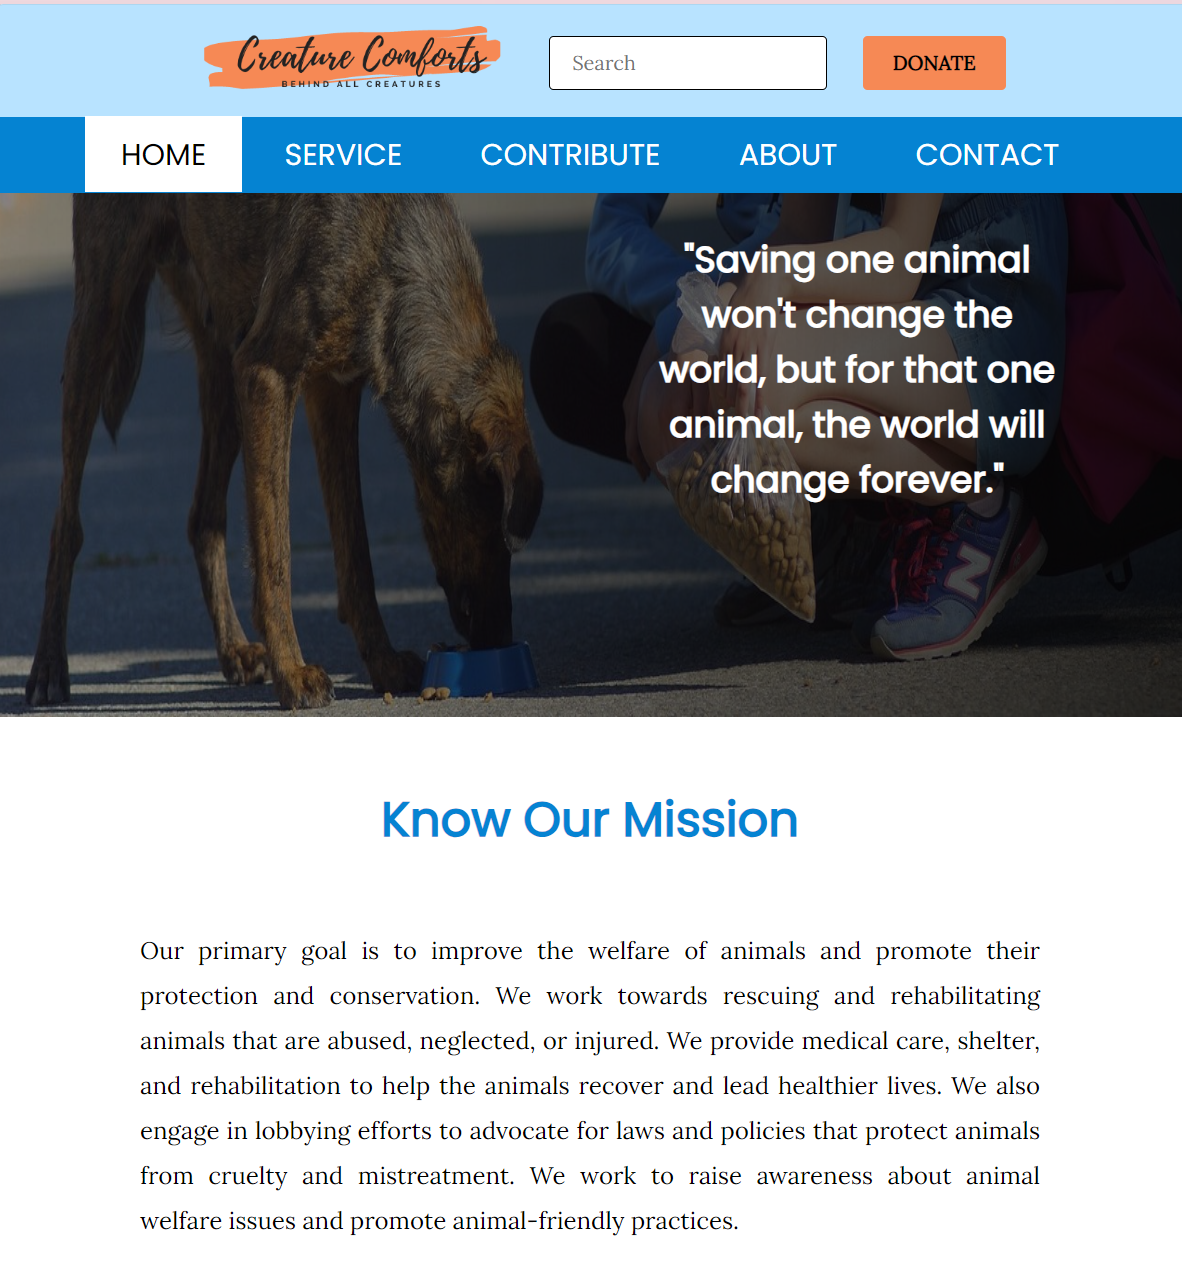 Creature Comforts
BEHIND ALL CREATURES
Search
DONATE
HOME SERVICE CONTRIBUTE ABOUT CONTACT
"Saving one animal
won't change the
world, but for that one
animal, the world will
change forever."
N
Know Our Mission
Our primary goal is to improve the welfare of animals and promote their
protection and conservation. We work towards rescuing and rehabilitating
animals that are abused, neglected, or injured. We provide medical care, shelter,
and rehabilitation to help the animals recover and lead healthier lives. We also
engage in lobbying efforts to advocate for laws and policies that protect animals
from cruelty and mistreatment. We work to raise awareness about animal
welfare issues and promote animal-friendly practices.